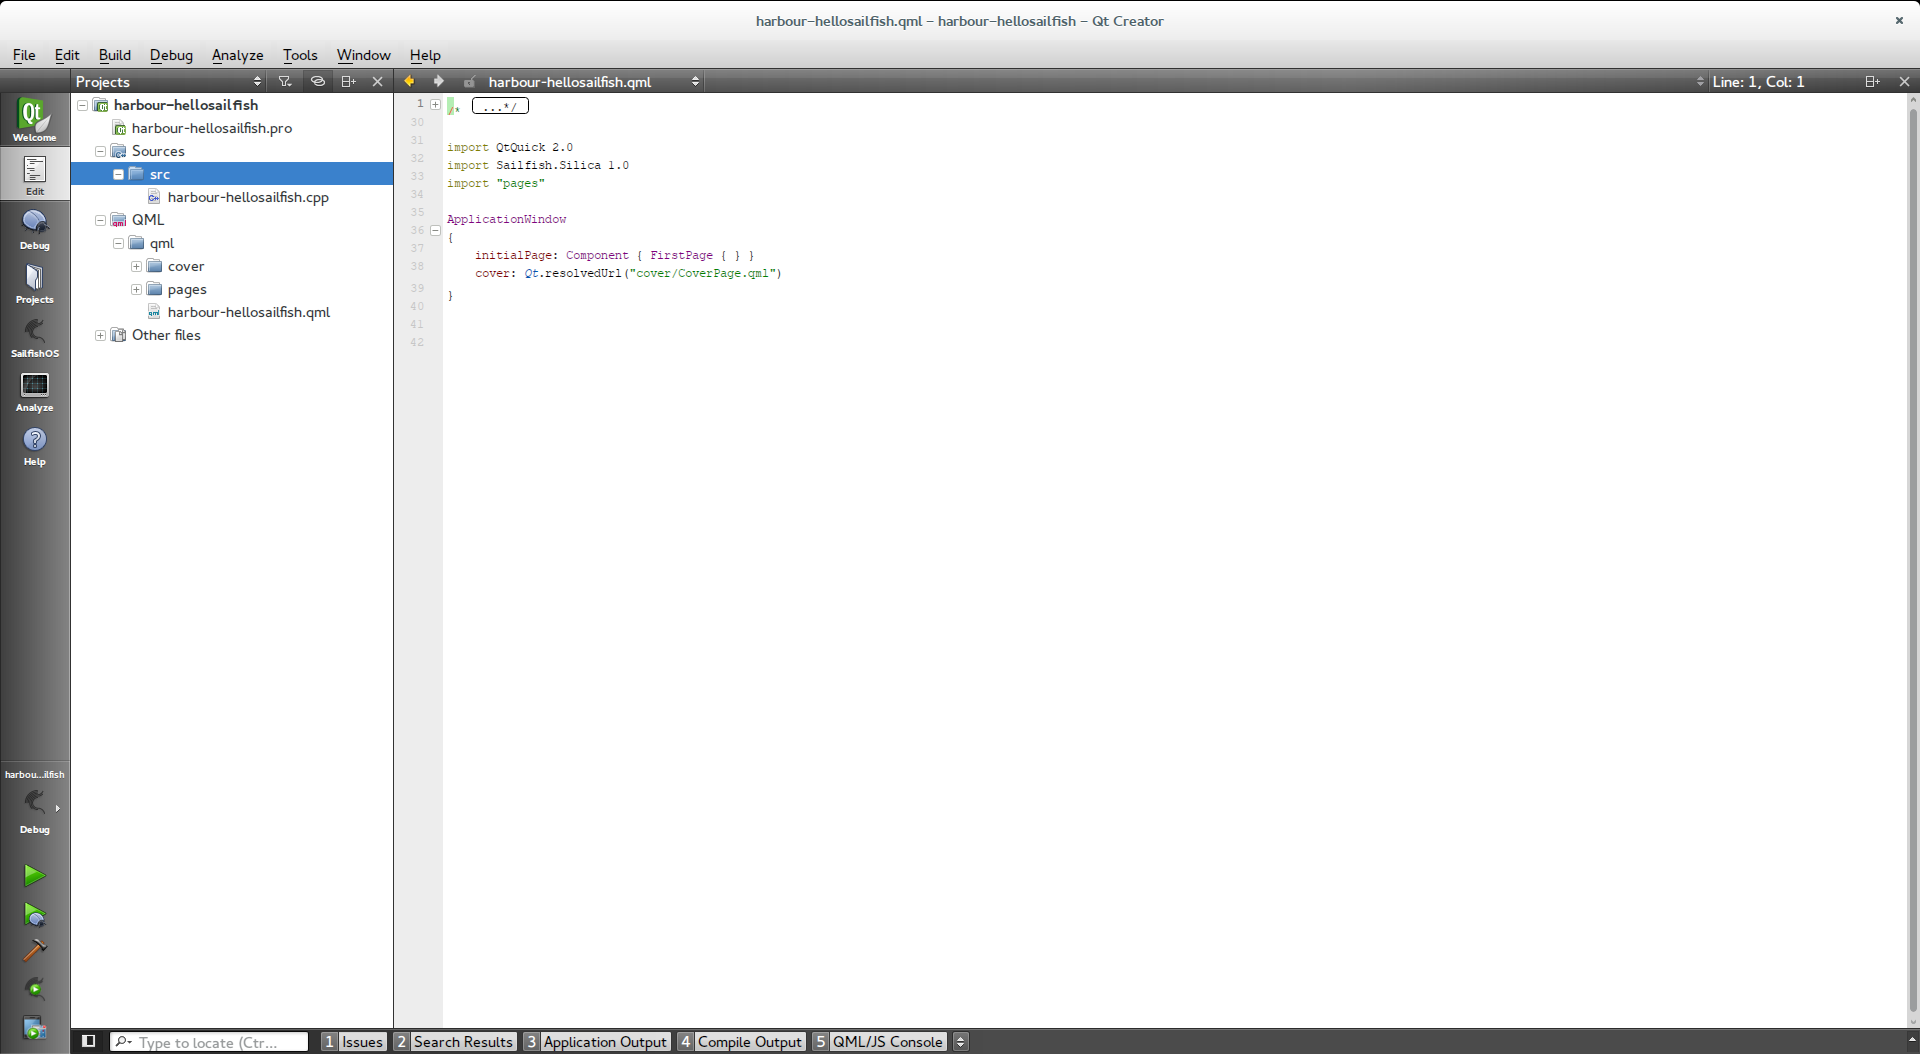 harbour-hellosailfish.qml - harbour-hellosailfish - Qt Creator
File Edit Build Debug Analyze Tools Window Help
Projects
harbour-hellosailfish.qml
Line: 1, Col: 1
Qt
Welcome
Edit
Debug
Projects
SailfishOS
Analyze
Help
harbour-hellosailfish
harbour-hellosailfish.pro
Sources
src
harbour-hellosailfish.cpp
QML
qml
cover
pages
harbour-hellosailfish.qml
Other files
1 /* ...*/
30
31
32
33
34
35
36
37
38
39
40
41
42
import QtQuick 2.0
import Sailfish.Silica 1.0
import "pages"
ApplicationWindow
{
initialPage: Component { FirstPage { } }
cover: Qt.resolvedUrl("cover/CoverPage.qml")
}
harbou...ilfish
Debug
Type to locate (Ctr...
1 Issues 2 Search Results 3 Application Output 4 Compile Output 5 QML/JS Console